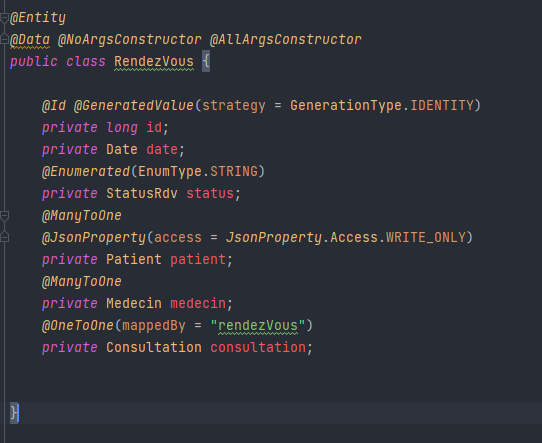 @Entity
@Data @NoArgsConstructor @AllArgsConstructor
public class RendezVous {
@Id @GeneratedValue(strategy = GenerationType.IDENTITY)
private long id;
private Date date;
@Enumerated(EnumType.STRING)
private StatusRdv status;
@ManyToOne
@JsonProperty(access = JsonProperty.Access.WRITE_ONLY)
private Patient patient;
@ManyToOne
private Medecin medecin;
@OneToOne(mappedBy = "rendezVous")
private Consultation consultation;
}